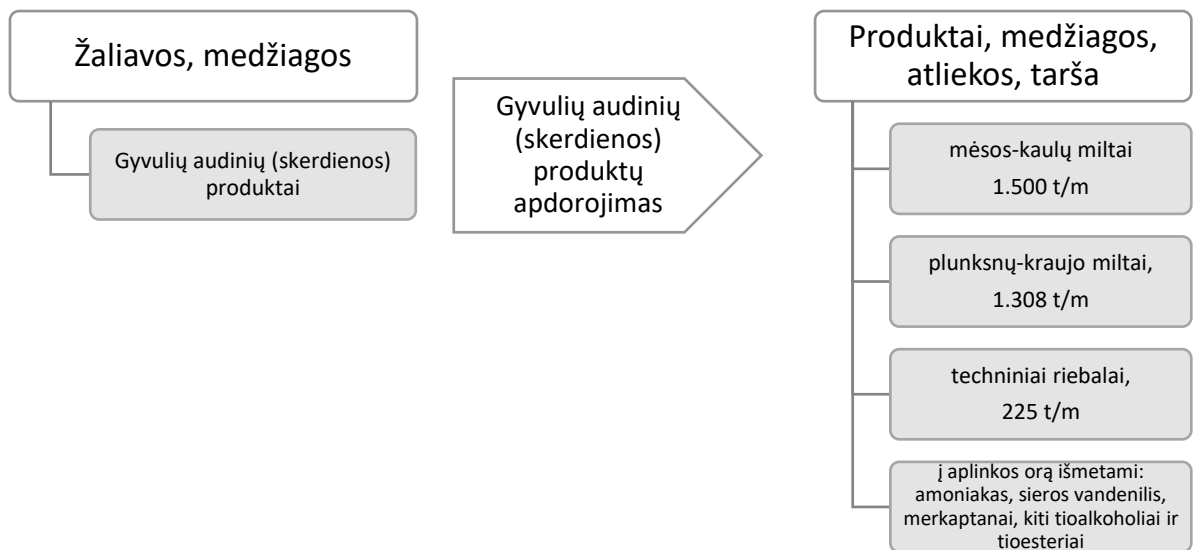 Žaliavos, medžiagos
Gyvulių audinių (skerdienos)
produktai
Gyvulių audinių
(skerdienos)
produktų
apdorojimas
Produktai, medžiagos,
atliekos, tarša
mėsos-kaulų miltai
1.500 t/m
plunksnų-kraujo miltai,
1.308 t/m
techniniai riebalai,
225 t/m
į aplinkos orą išmetami:
amoniakas, sieros vandenilis,
merkaptanai, kiti tioalkoholiai ir
tioesteriai